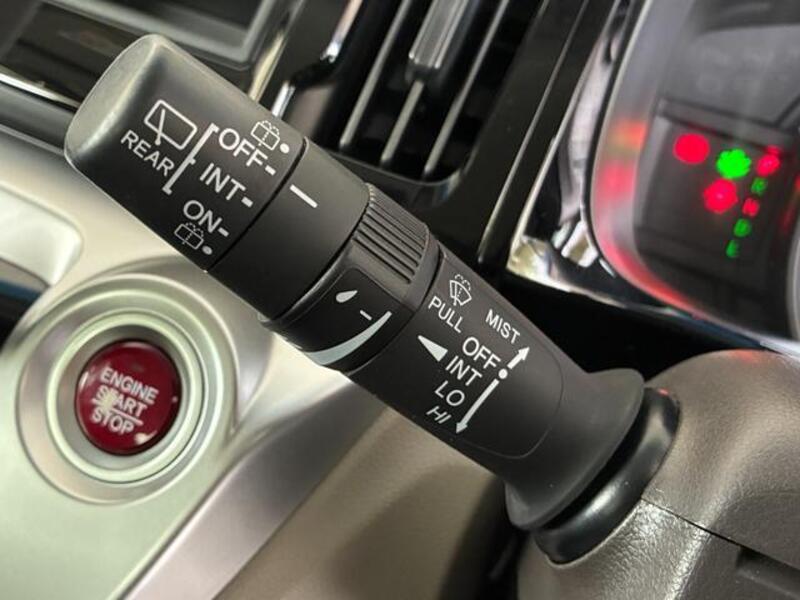 REAR
OFF
INT
ON
PULL
MIST
OFF
INT
LO
HI
ENGINE
START
STOP
R
N